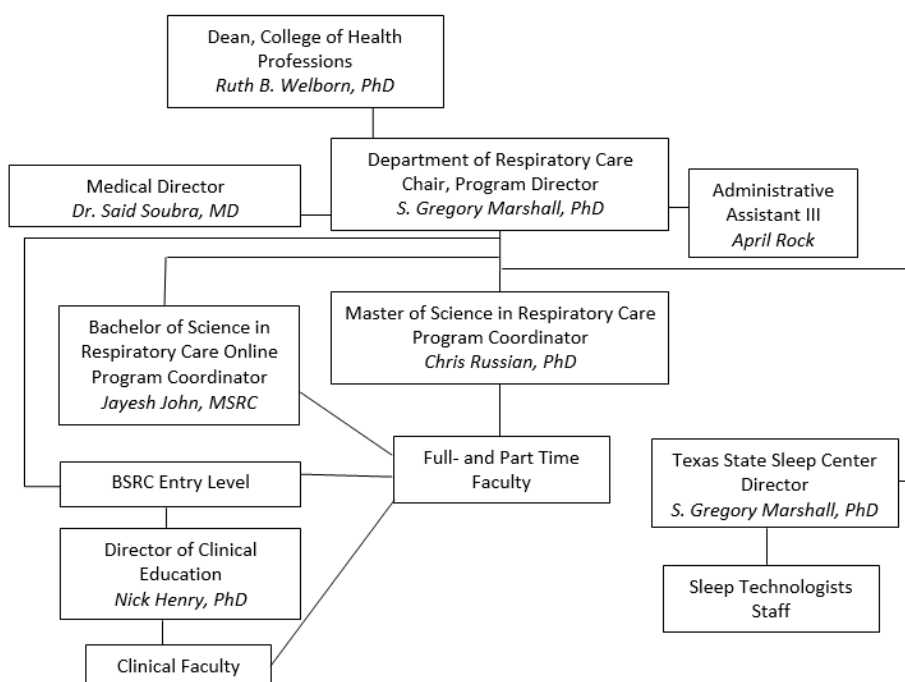 Dean, College of Health
Professions
Ruth B. Welborn, PhD
Department of Respiratory Care
Chair, Program Director
S. Gregory Marshall, PhD
Medical Director
Dr. Said Soubra, MD
Administrative
Assistant III
April Rock
Bachelor of Science in
Respiratory Care Online
Program Coordinator
Jayesh John, MSRC
Master of Science in Respiratory Care
Program Coordinator
Chris Russian, PhD
Full- and Part Time
Faculty
Texas State Sleep Center
Director
S. Gregory Marshall, PhD
BSRC Entry Level
Director of Clinical
Education
Nick Henry, PhD
Sleep Technologists
Staff
Clinical Faculty